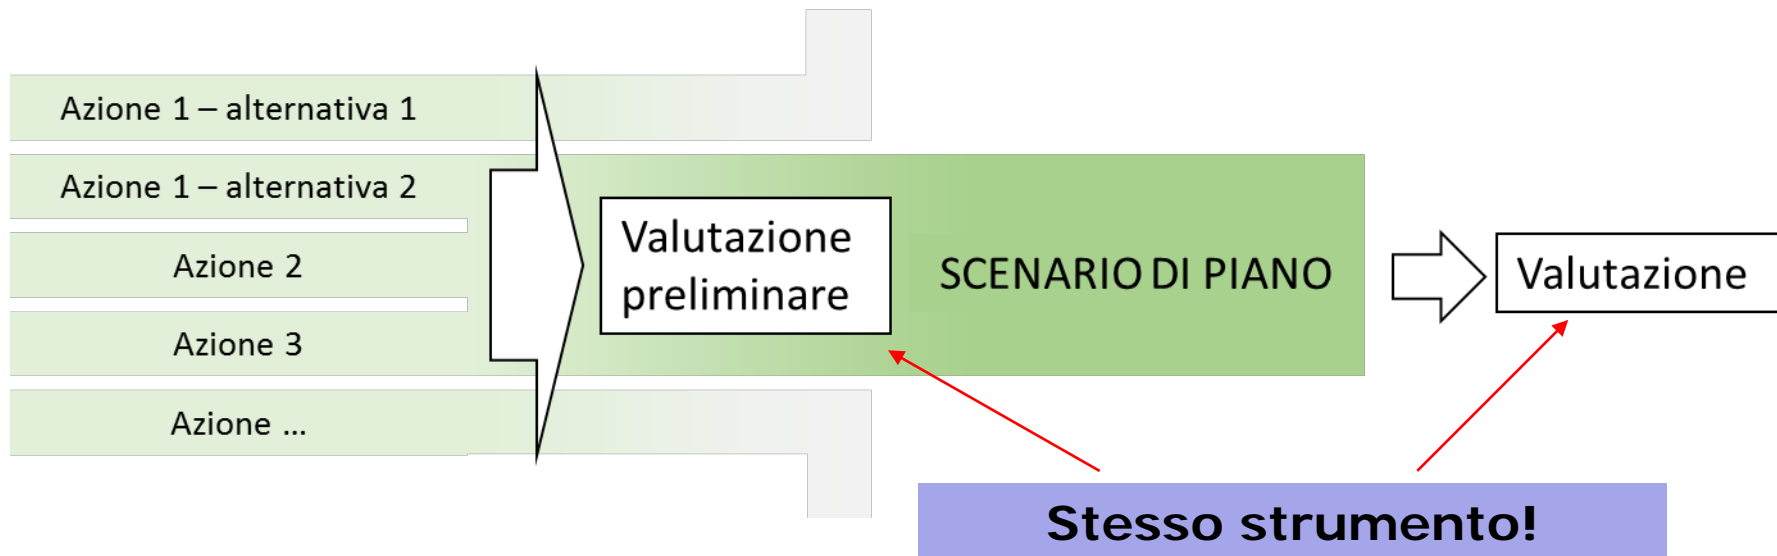 Azione 1 – alternativa 1
Azione 1 – alternativa 2
Azione 2
Azione 3
Azione ...
Valutazione
preliminare
SCENARIO DI PIANO
Valutazione
Stesso strumento!